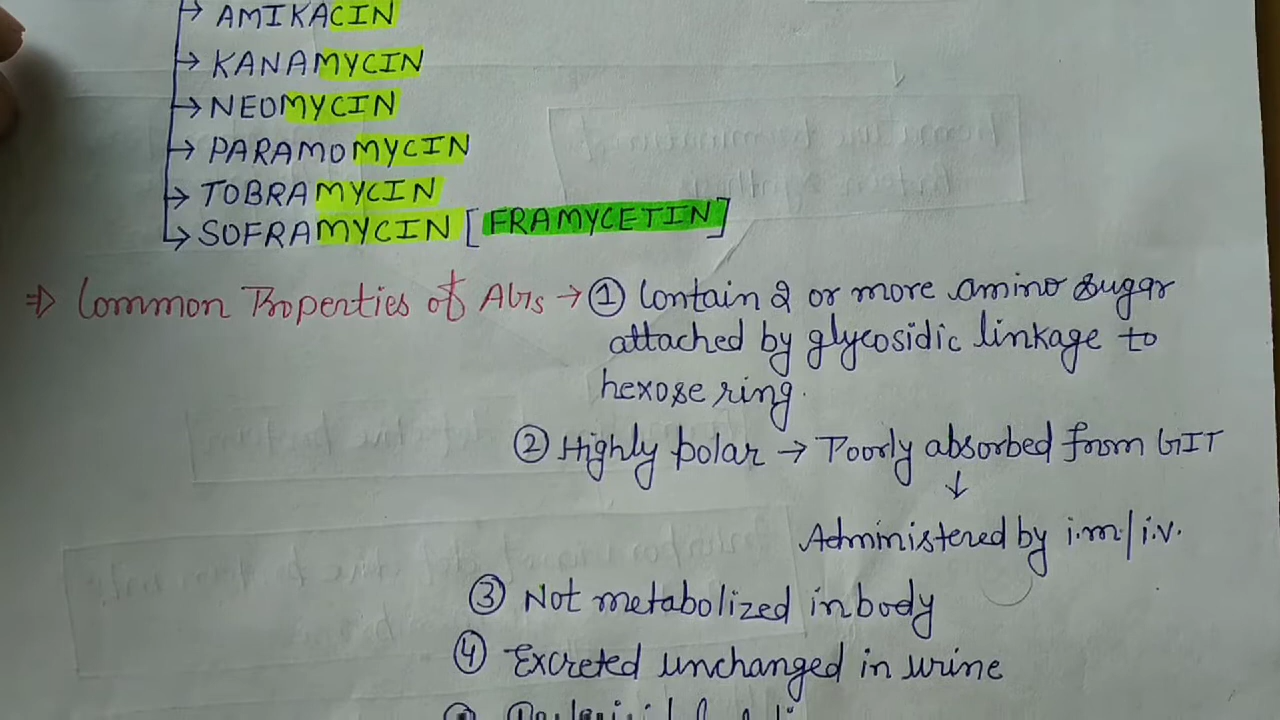 → AMIKACIN
→ KANAMYCIN
→ NEOMYCIN
→ PARAMOMYCIN
→ TOBRAMYCIN
→ SOFRAMYCIN [FRAMYCETIN]
⇒ Common Properties of AGs → ① Contain 2 or more amino sugar
attached by glycosidic linkage to
hexose ring.
② Highly polar → Poorly absorbed from GIT
↓
Administered by i.m/i.v.
③ Not metabolized in body
④ Excreted unchanged in urine